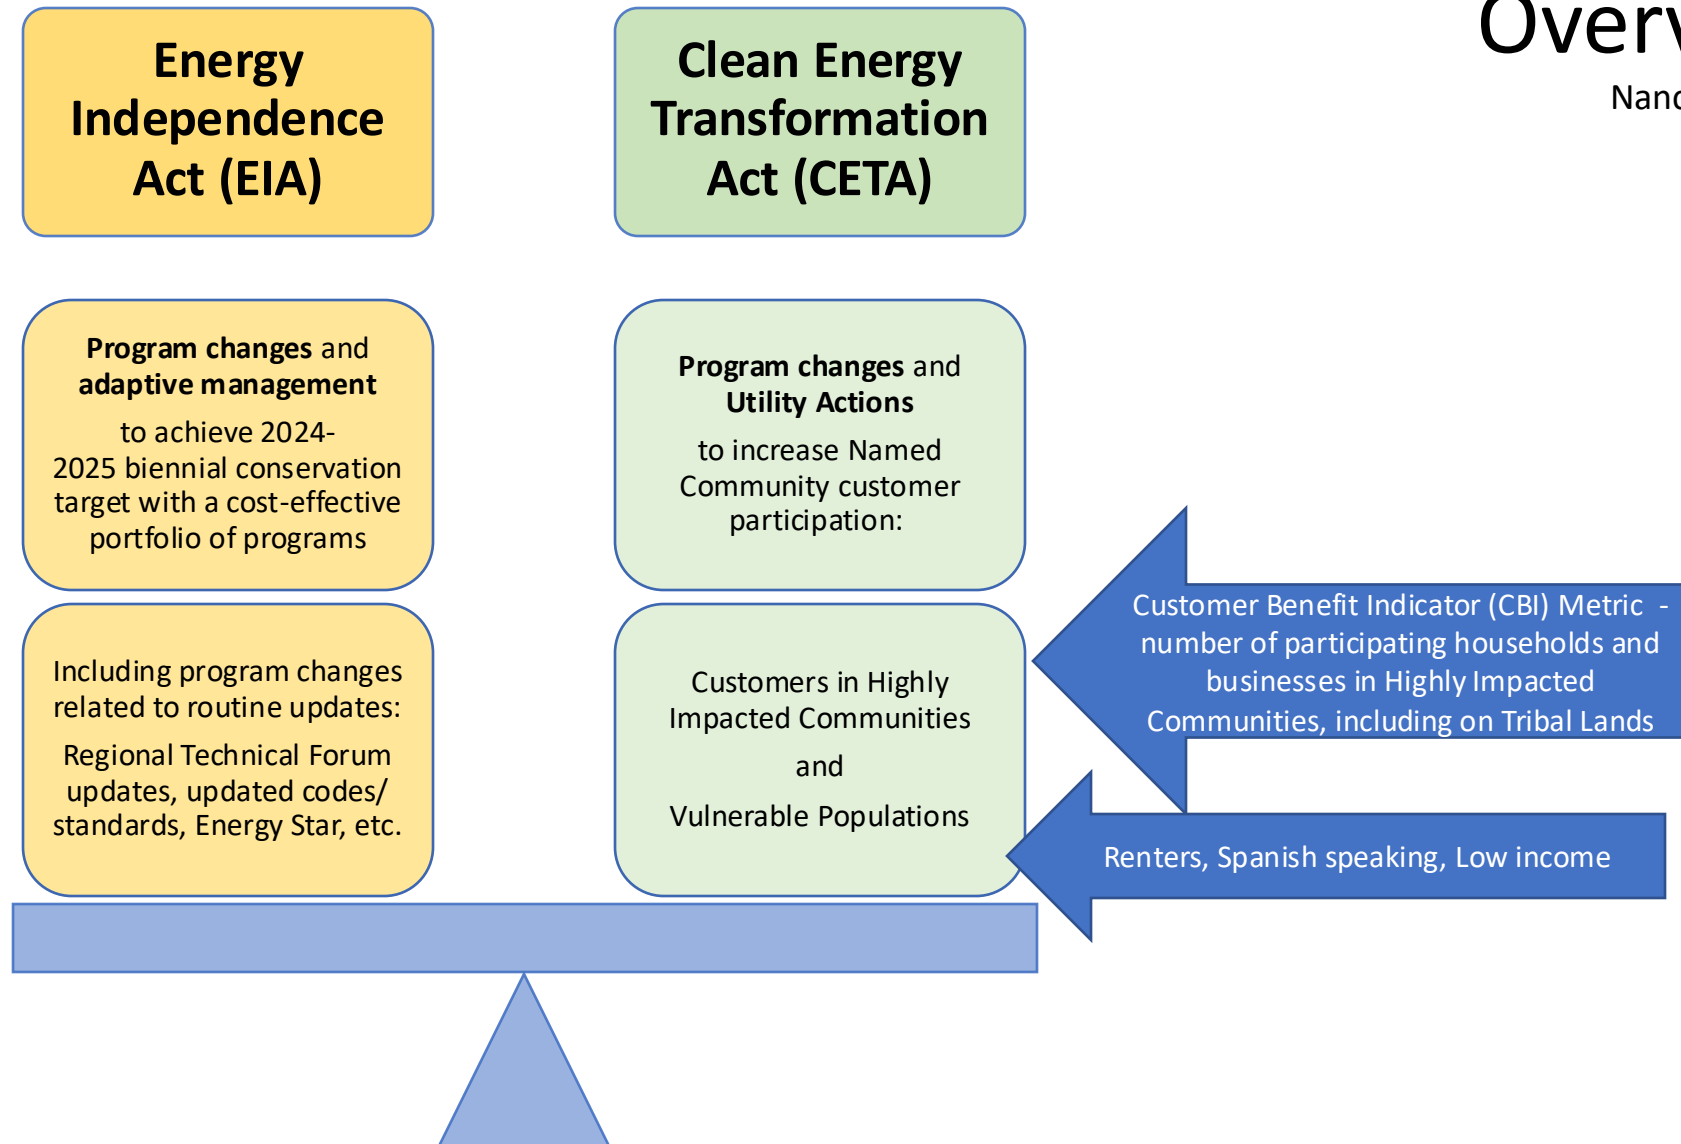 Energy
Independence
Act (EIA)
Clean Energy
Transformation
Act (CETA)
Program changes and
adaptive management
to achieve 2024-
2025 biennial conservation
target with a cost-effective
portfolio of programs
Program changes and
Utility Actions
to increase Named
Community customer
participation:
Including program changes
related to routine updates:
Regional Technical Forum
updates, updated codes/
standards, Energy Star, etc.
Customers in Highly
Impacted Communities
and
Vulnerable Populations
Customer Benefit Indicator (CBI) Metric -
number of participating households and
businesses in Highly Impacted
Communities, including on Tribal Lands
Renters, Spanish speaking, Low income